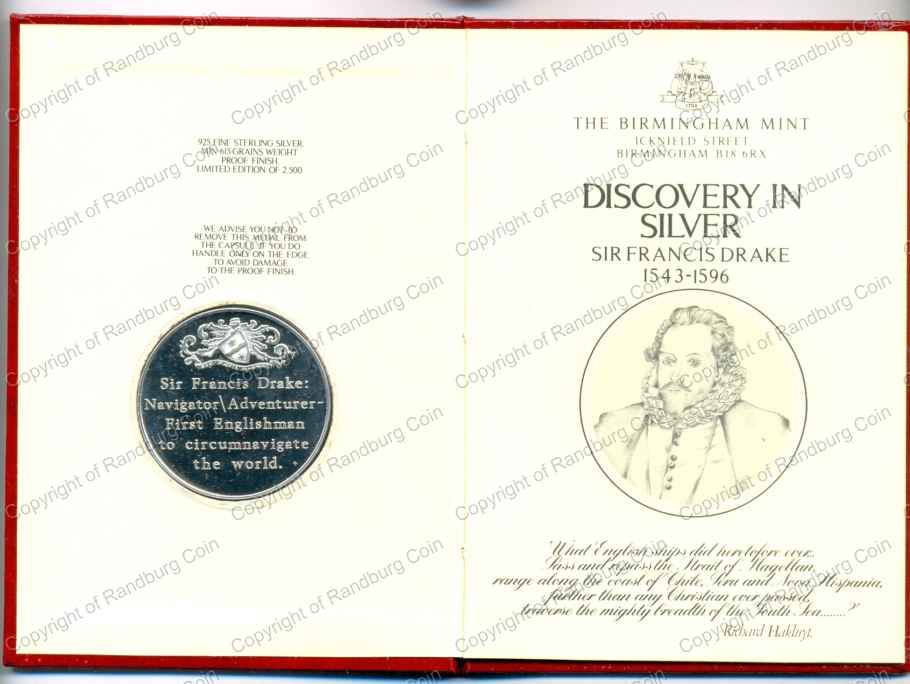 925 FINE STERLING SILVER.
MIN 613 GRAINS WEIGHT
PROOF FINISH
LIMITED EDITION OF 2,500
WE ADVISE YOU NOT TO
REMOVE THIS MEDAL FROM
THE CAPSULE. IF YOU DO
HANDLE ONLY ON THE EDGE
TO AVOID DAMAGE
TO THE PROOF FINISH
Sir Francis Drake:
Navigator\Adventurer-
First Englishman
to circumnavigate
the world.
THE BIRMINGHAM MINT
ICKNIELD STREET
BIRMINGHAM B18 6RX
DISCOVERY IN
SILVER
SIR FRANCIS DRAKE
1543-1596
"What English ships did heretofore ever,
Pass and repass the Strait of Magellan,
range along the coast of Chile, Peru and Nova Hispania,
further than any Christian ever passed,
traverse the mighty breadth of the South Sea........?"
Richard Hakluyt.
Copyright of Randburg Coin